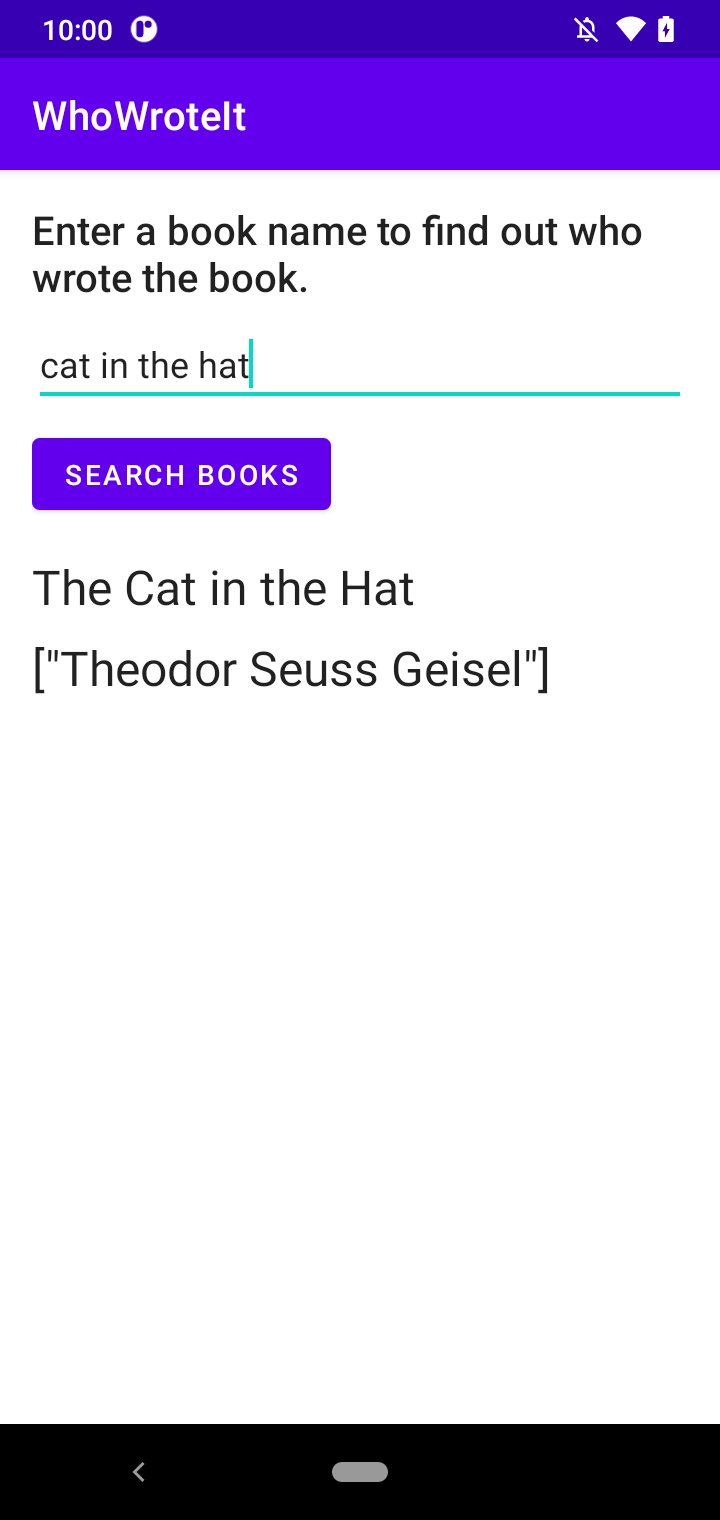 10:00
WhoWroteIt
Enter a book name to find out who
wrote the book.
cat in the hat
SEARCH BOOKS
The Cat in the Hat
["Theodor Seuss Geisel"]